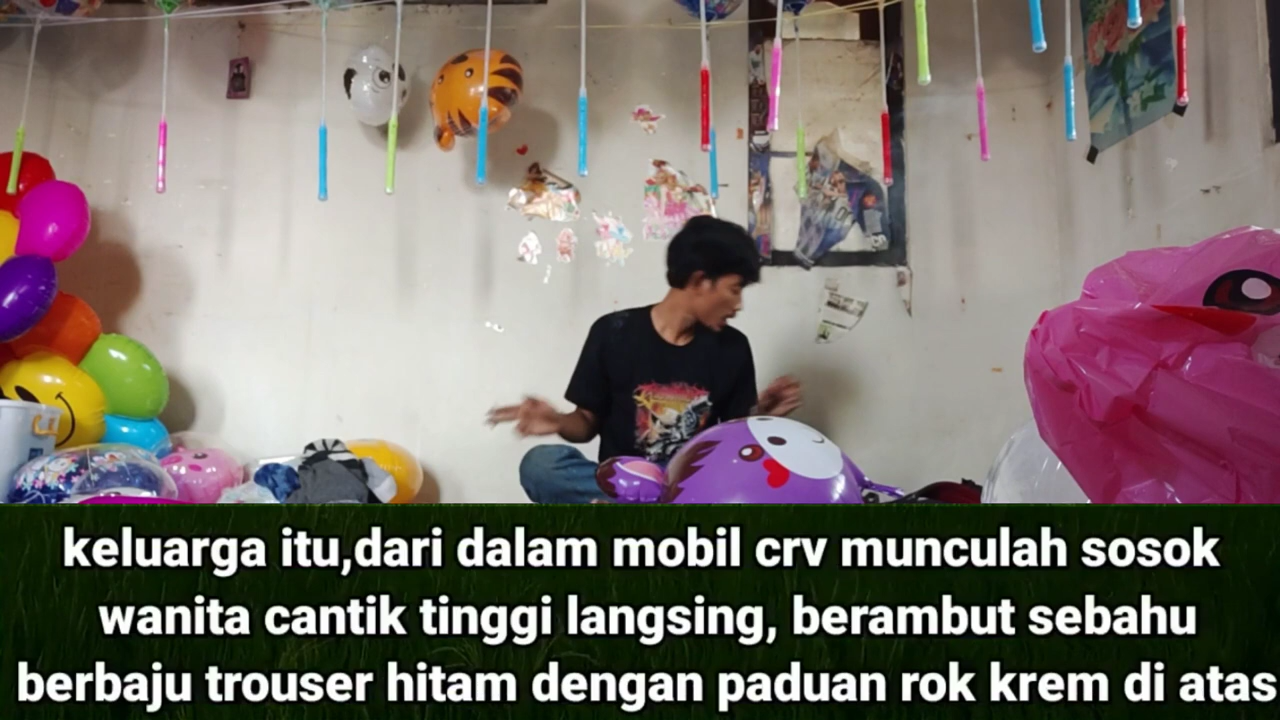 keluarga itu,dari dalam mobil crv munculah sosok
wanita cantik tinggi langsing, berambut sebahu
berbaju trouser hitam dengan paduan rok krem di atas